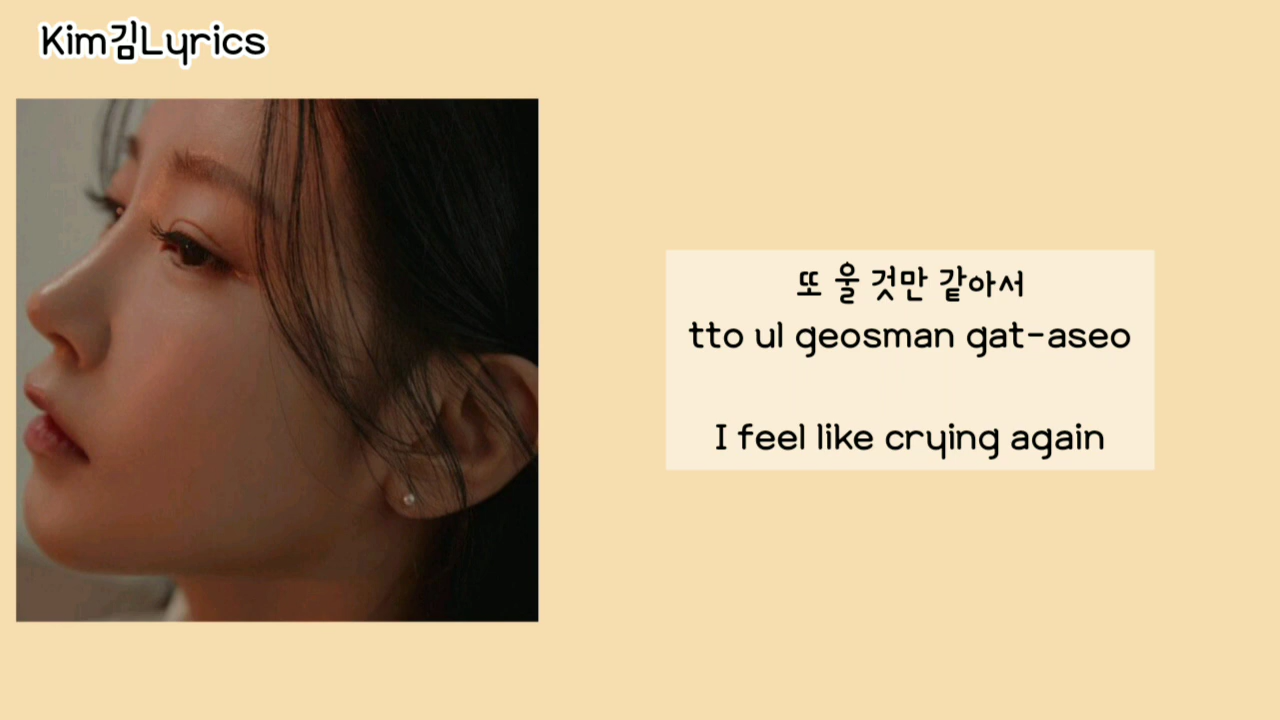 Kim김Lyrics
또 울 것만 같아서
tto ul geosman gat-aseo
I feel like crying again